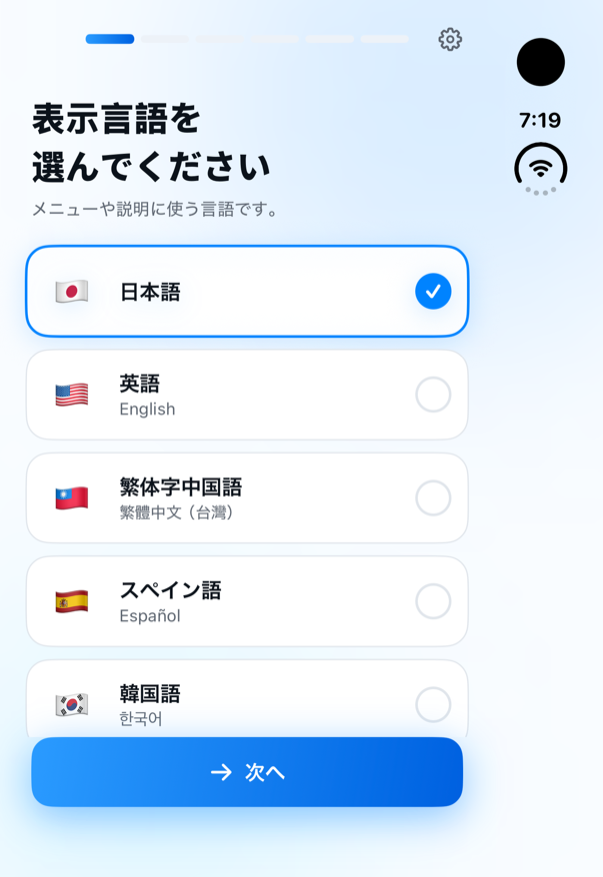 7:19
表示言語を
選んでください
メニューや説明に使う言語です。
日本語
英語
English
繁体字中国語
繁體中文（台灣）
スペイン語
Español
韓国語
한국어
→ 次へ